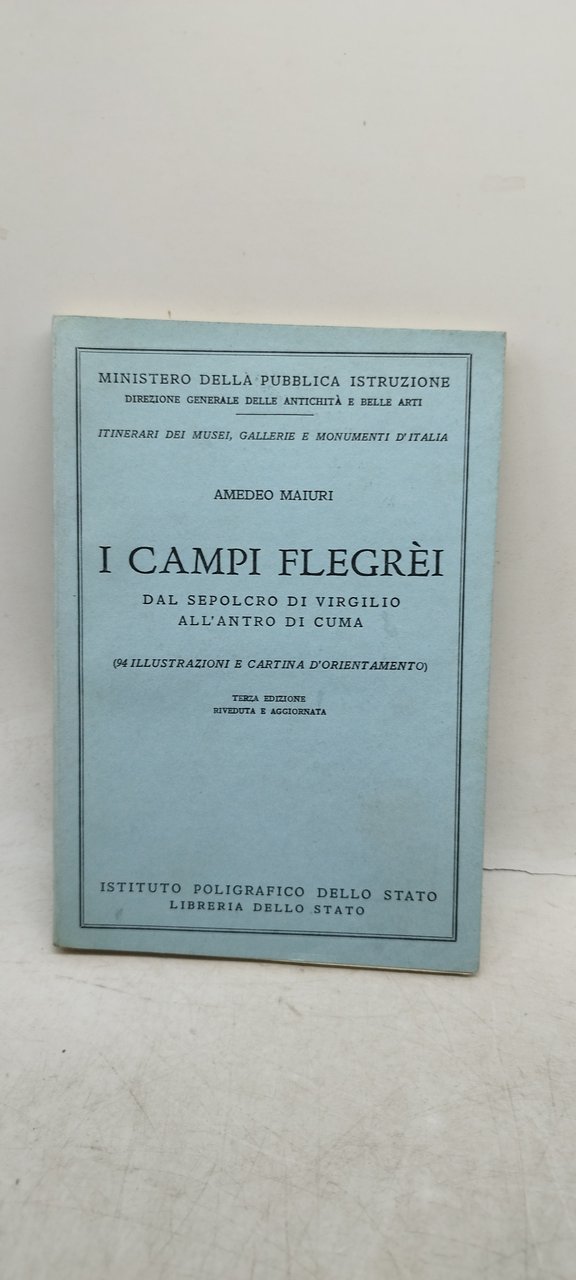 MINISTERO DELLA PUBBLICA ISTRUZIONE
DIREZIONE GENERALE DELLE ANTICHITÀ E BELLE ARTI
ITINERARI DEI MUSEI, GALLERIE E MONUMENTI D'ITALIA
AMEDEO MAIURI
I CAMPI FLEGRÈI
DAL SEPOLCRO DI VIRGILIO
ALL'ANTRO DI CUMA
(94 ILLUSTRAZIONI E CARTINA D'ORIENTAMENTO)
TERZA EDIZIONE
RIVEDUTA E AGGIORNATA
ISTITUTO POLIGRAFICO DELLO STATO
LIBRERIA DELLO STATO